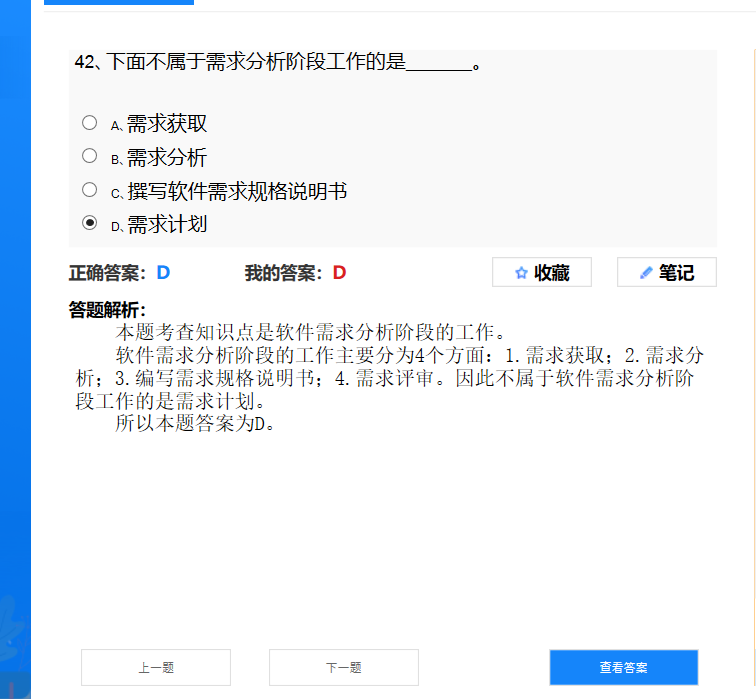 42、下面不属于需求分析阶段工作的是_______。
A、需求获取
B、需求分析
C、撰写软件需求规格说明书
D、需求计划
正确答案：D 我的答案：D 收藏 笔记
答题解析：
本题考查知识点是软件需求分析阶段的工作。
软件需求分析阶段的工作主要分为4个方面：1.需求获取；2.需求分
析；3.编写需求规格说明书；4.需求评审。因此不属于软件需求分析阶
段工作的是需求计划。
所以本题答案为D。
上一题 下一题 查看答案